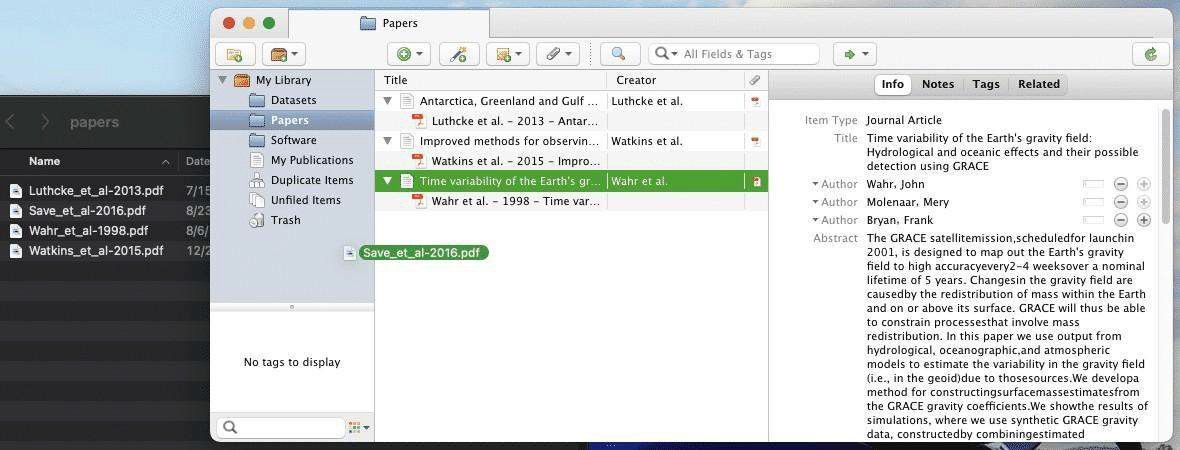 papers
Name
Date
Luthcke_et_al-2013.pdf 7/15
Save_et_al-2016.pdf 8/23
Wahr_et_al-1998.pdf 8/6/
Watkins_et_al-2015.pdf 12/2
Papers
All Fields & Tags
My Library
Datasets
Papers
Software
My Publications
Duplicate Items
Unfiled Items
Trash
No tags to display
Title Creator
Antarctica, Greenland and Gulf ... Luthcke et al.
Luthcke et al. - 2013 - Antar...
Improved methods for observin... Watkins et al.
Watkins et al. - 2015 - Impro...
Time variability of the Earth's gr... Wahr et al.
Wahr et al. - 1998 - Time var...
Save_et_al-2016.pdf
Info Notes Tags Related
Item Type Journal Article
Title Time variability of the Earth's gravity field:
Hydrological and oceanic effects and their possible
detection using GRACE
Author Wahr, John
Author Molenaar, Mery
Author Bryan, Frank
Abstract The GRACE satellitemission,scheduledfor launchin
2001, is designed to map out the Earth's gravity
field to high accuracyevery2-4 weeksover a nominal
lifetime of 5 years. Changesin the gravity field are
causedby the redistribution of mass within the Earth
and on or above its surface. GRACE will thus be able
to constrain processesthat involve mass
redistribution. In this paper we use output from
hydrological, oceanographic,and atmospheric
models to estimate the variability in the gravity field
(i.e., in the geoid)due to thosesources.We developa
method for constructingsurfacemassestimatesfrom
the GRACE gravity coefficients.We showthe results of
simulations, where we use synthetic GRACE gravity
data, constructedby combiningestimated